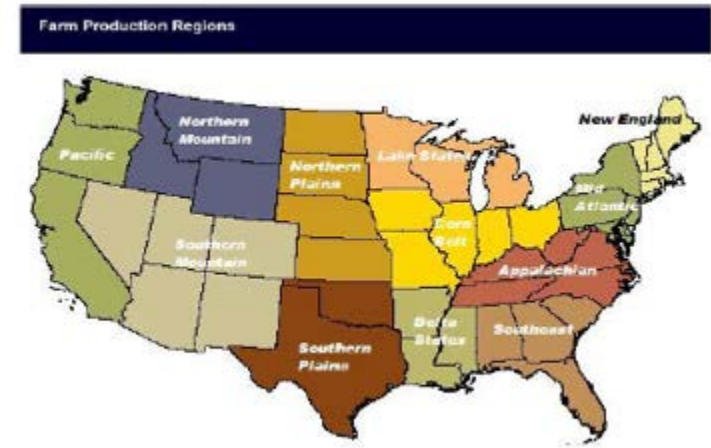 Farm Production Regions
New England
Northern
Mountain
Pacific
Lake States
Northern
Plains
Mid
Atlantic
Corn
Belt
Southern
Mountain
Appalachian
Delta
States
Southeast
Southern
Plains